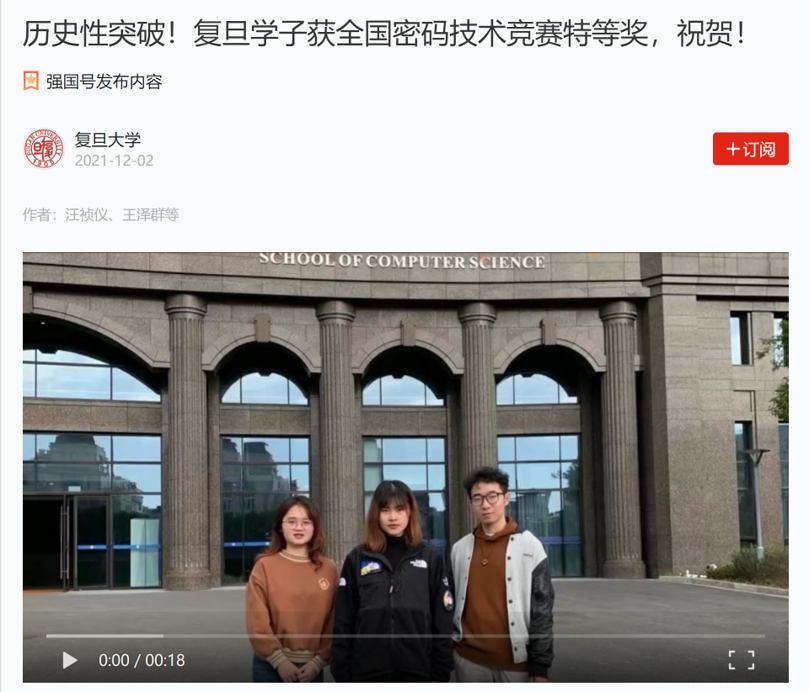 历史性突破！复旦学子获全国密码技术竞赛特等奖，祝贺！
强国号发布内容
复旦大学
2021-12-02
＋订阅
作者：汪祯仪、王泽群等
SCHOOL OF COMPUTER SCIENCE
0:00 / 00:18